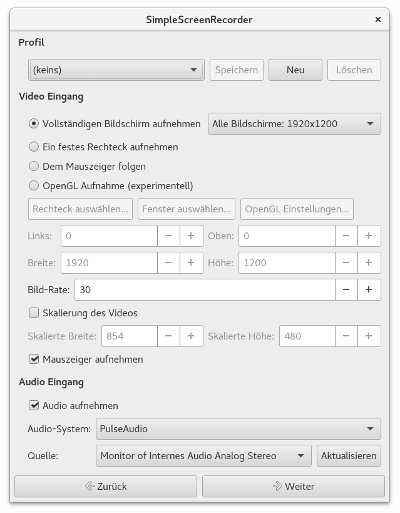 SimpleScreenRecorder
Profil
(keins) Speichern Neu Löschen
Video Eingang
Vollständigen Bildschirm aufnehmen Alle Bildschirme: 1920x1200
Ein festes Rechteck aufnehmen
Dem Mauszeiger folgen
OpenGL Aufnahme (experimentell)
Rechteck auswählen... Fenster auswählen... OpenGL Einstellungen...
Links: 0 Oben: 0
Breite: 1920 Höhe: 1200
Bild-Rate: 30
Skalierung des Videos
Skalierte Breite: 854 Skalierte Höhe: 480
Mauszeiger aufnehmen
Audio Eingang
Audio aufnehmen
Audio-System: PulseAudio
Quelle: Monitor of Internes Audio Analog Stereo Aktualisieren
Zurück Weiter